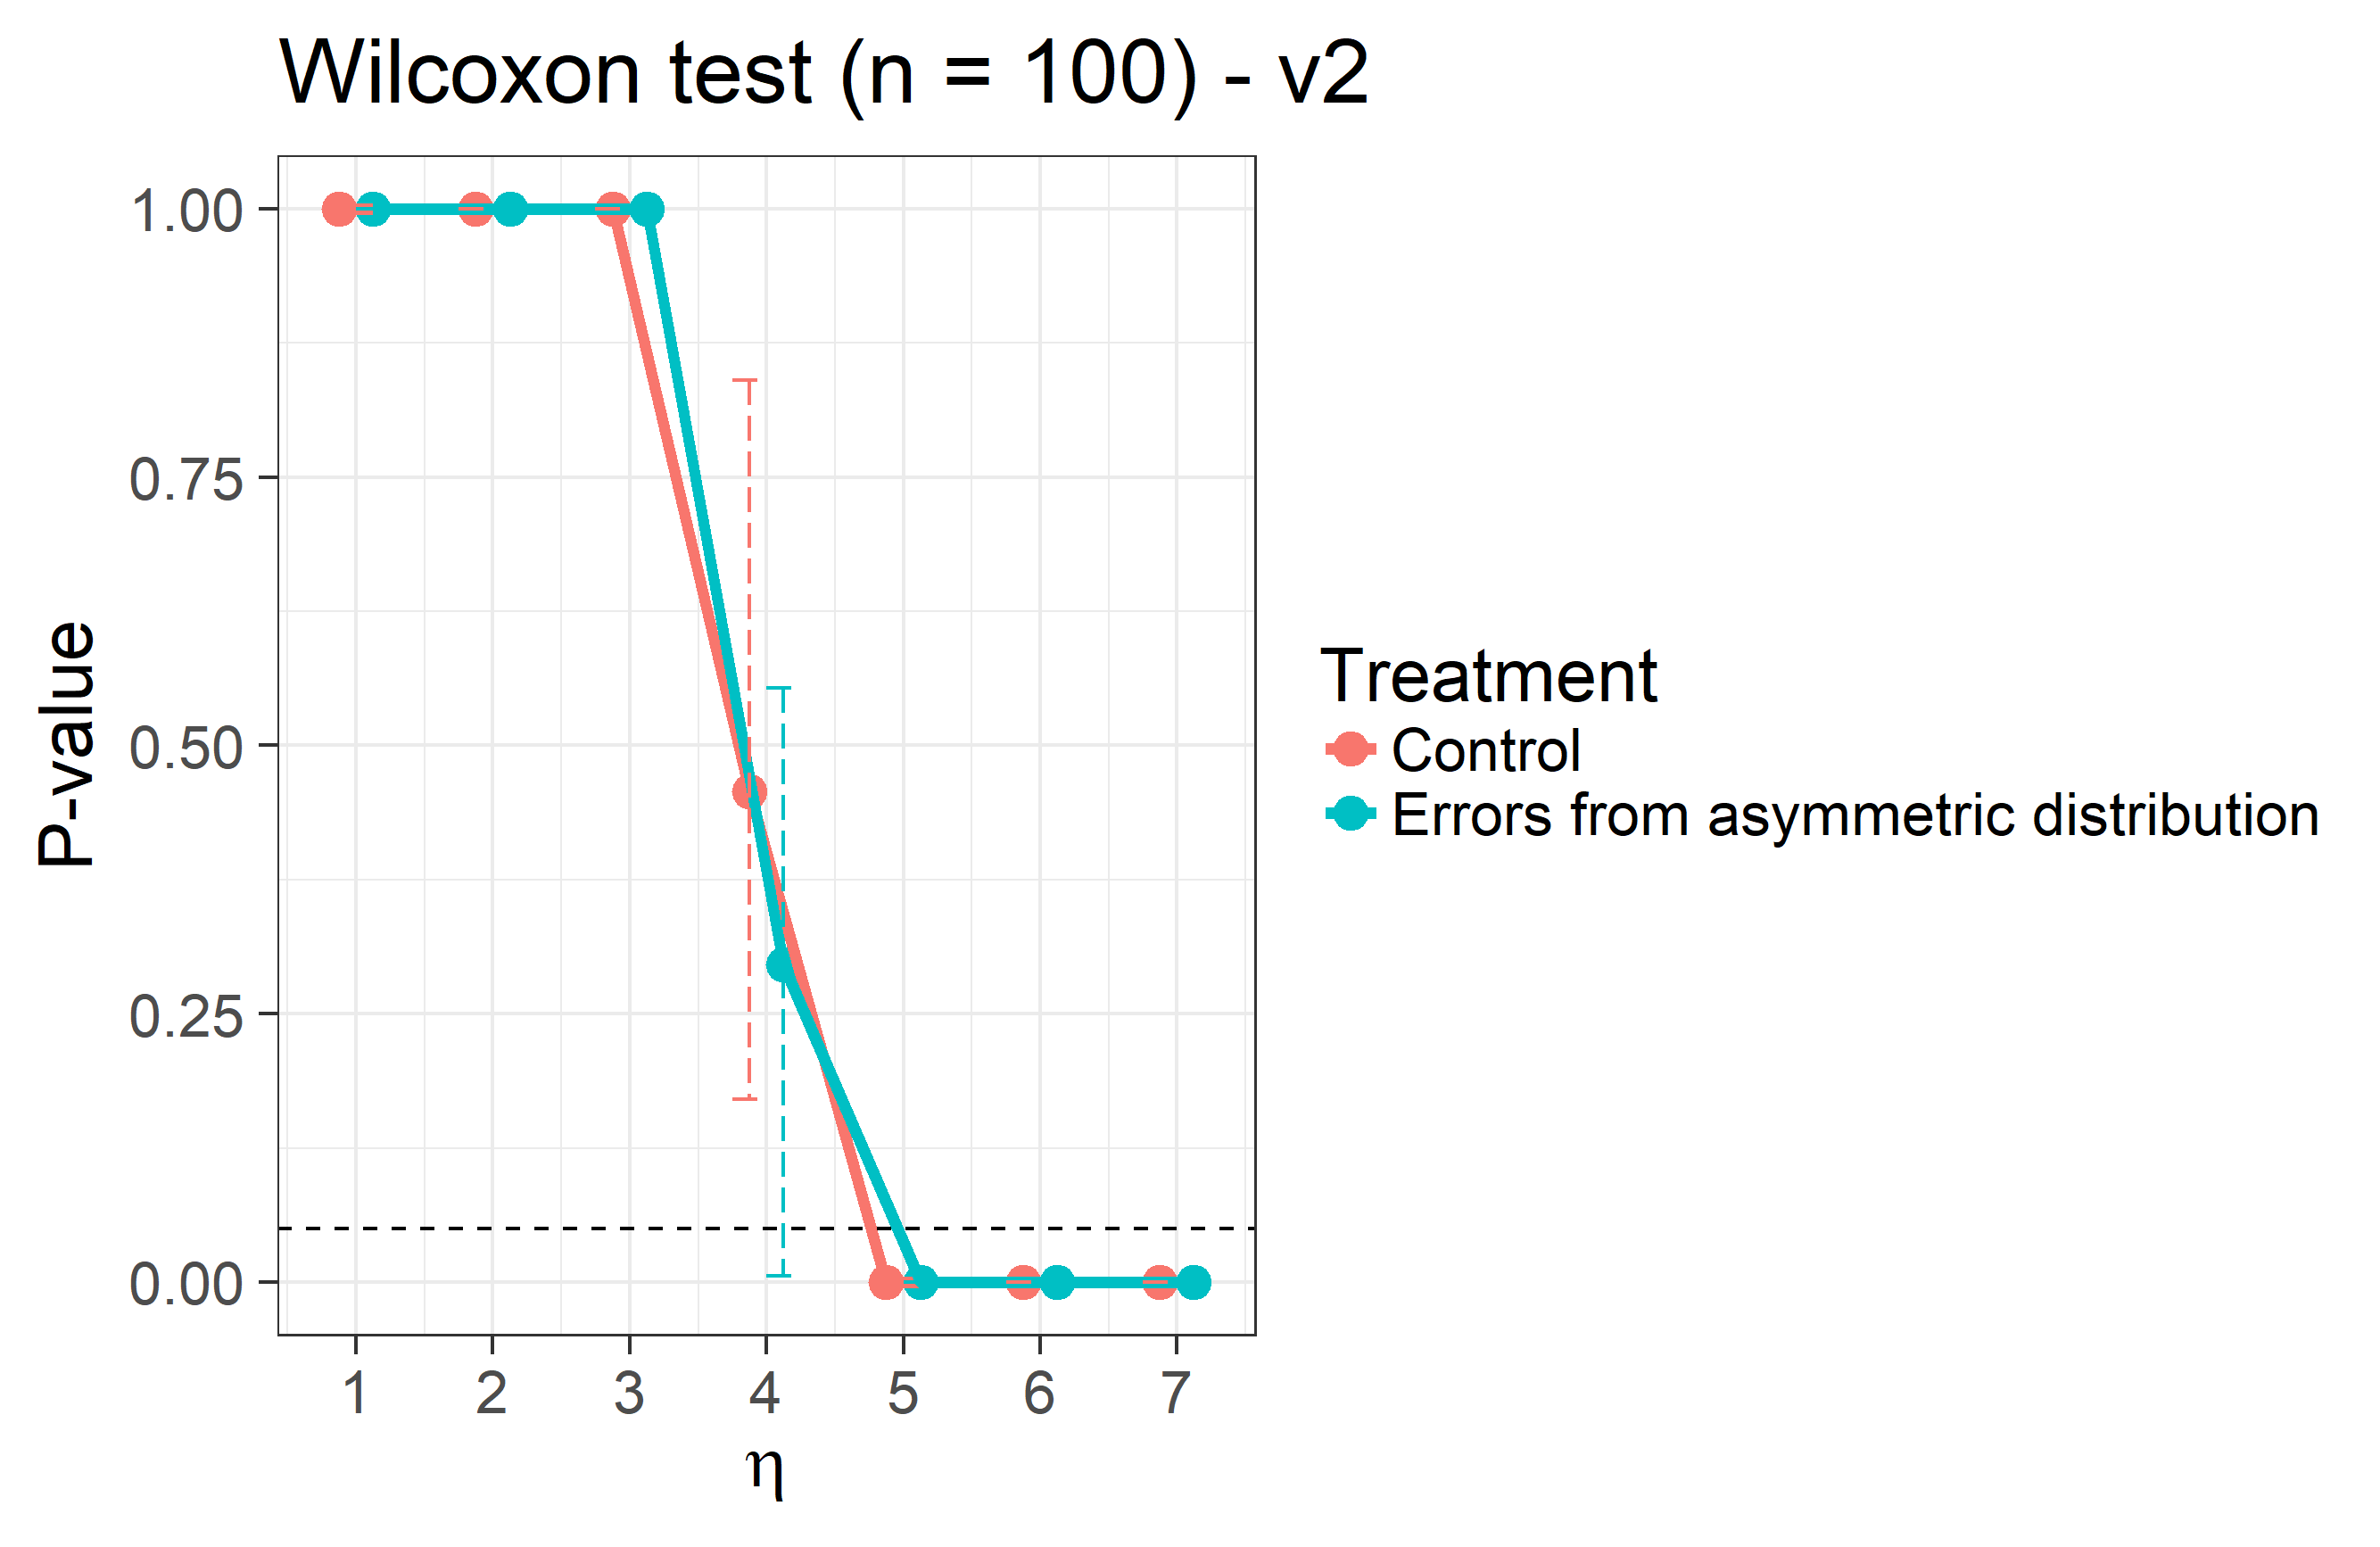 Wilcoxon test (n = 100) - v2
1.00
0.75
0.50
0.25
0.00
P-value
1 2 3 4 5 6 7
η
Treatment
Control
Errors from asymmetric distribution